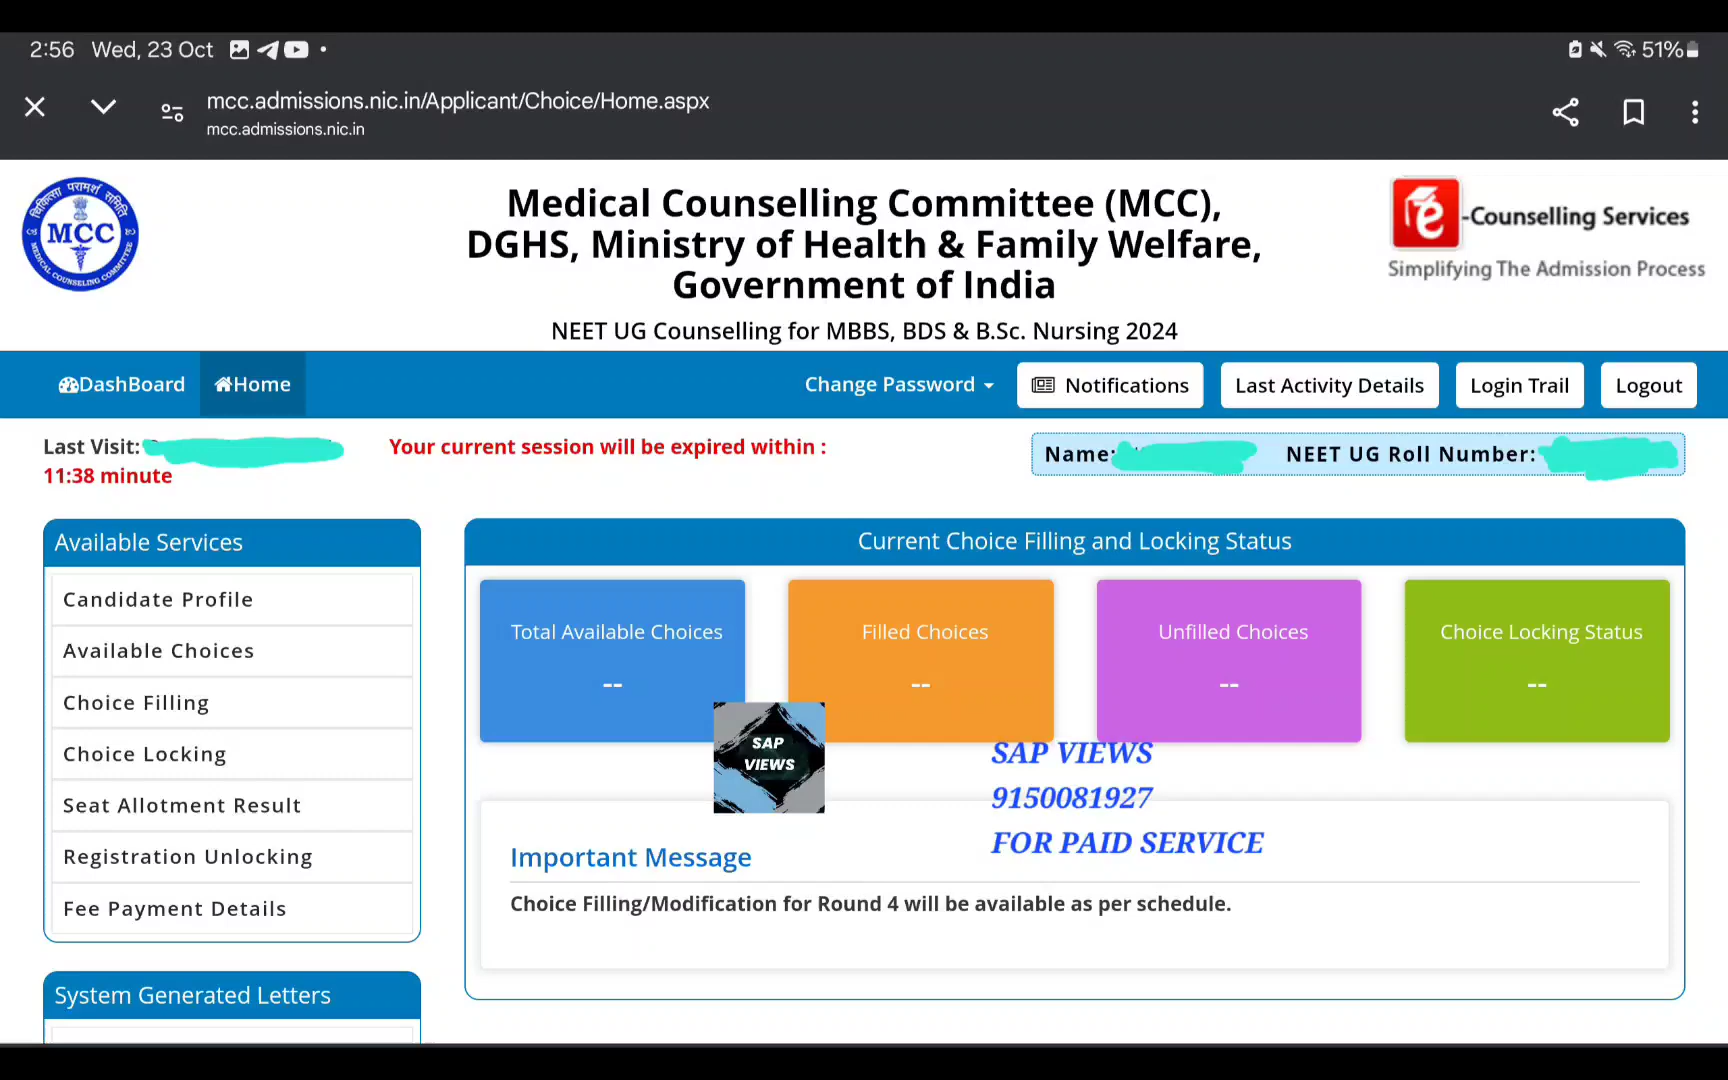 2:56 Wed, 23 Oct
51%
mcc.admissions.nic.in/Applicant/Choice/Home.aspx
mcc.admissions.nic.in
चिकित्सा परामर्श समिति
MCC
MEDICAL COUNSELING COMMITTEE
Medical Counselling Committee (MCC),
DGHS, Ministry of Health & Family Welfare,
Government of India
NEET UG Counselling for MBBS, BDS & B.Sc. Nursing 2024
e-Counselling Services
Simplifying The Admission Process
DashBoard Home Change Password Notifications Last Activity Details Login Trail Logout
Last Visit:
Your current session will be expired within :
11:38 minute
Name: NEET UG Roll Number:
Available Services
Candidate Profile
Available Choices
Choice Filling
Choice Locking
Seat Allotment Result
Registration Unlocking
Fee Payment Details
System Generated Letters
Current Choice Filling and Locking Status
Total Available Choices
--
Filled Choices
--
Unfilled Choices
--
Choice Locking Status
--
SAP
VIEWS
SAP VIEWS
9150081927
FOR PAID SERVICE
Important Message
Choice Filling/Modification for Round 4 will be available as per schedule.